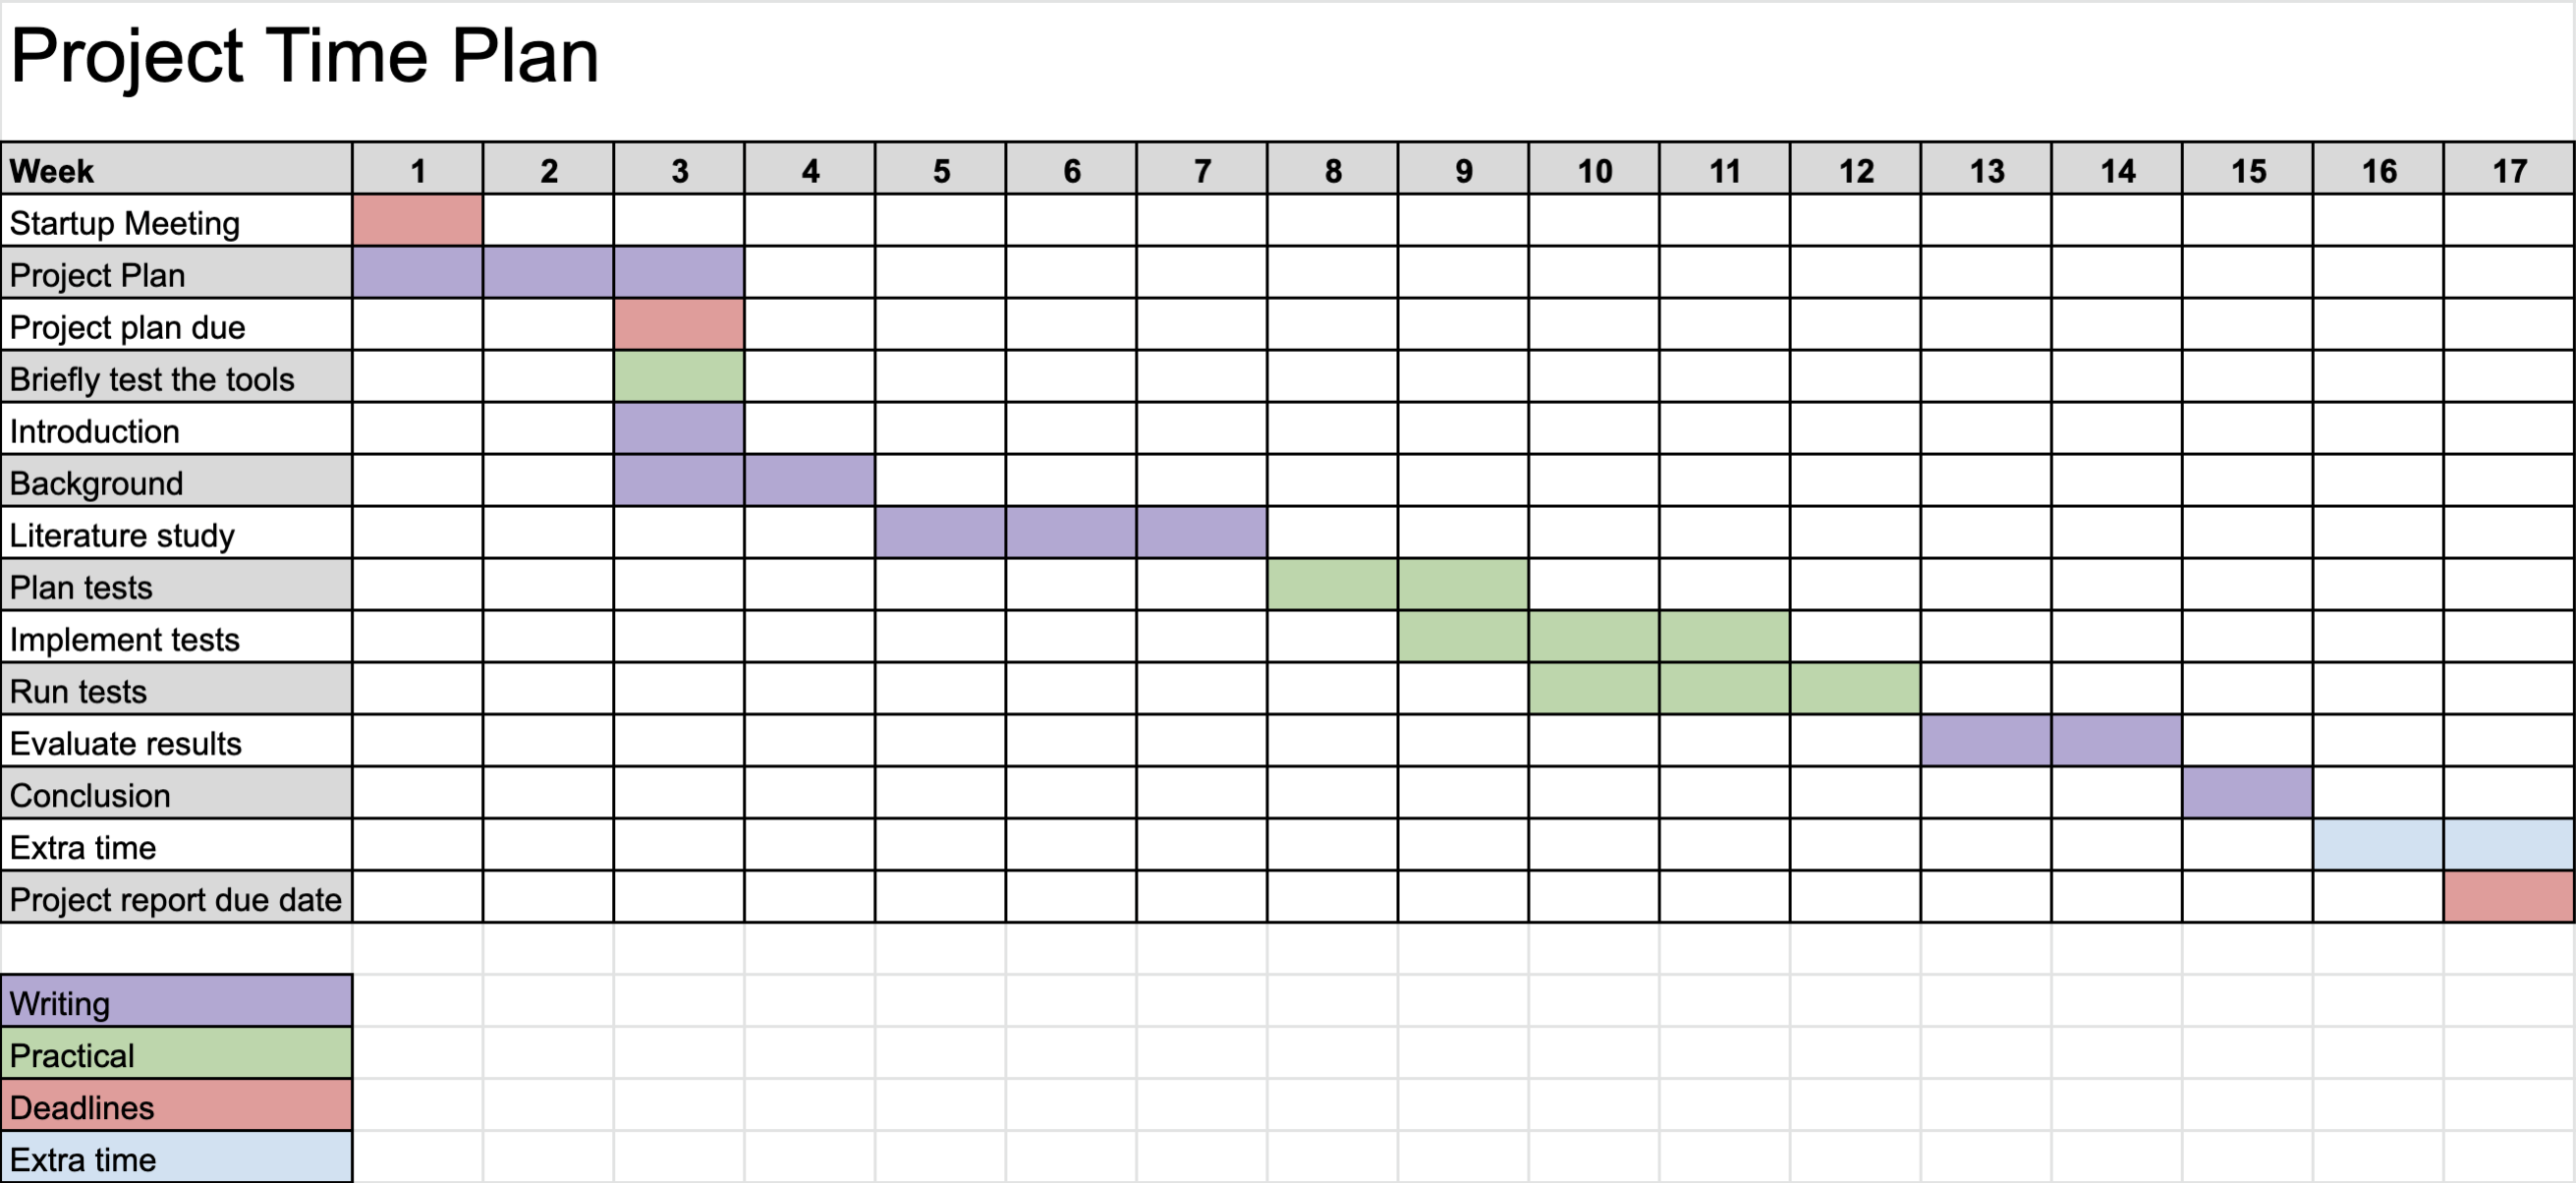 Project Time Plan
Week 1 2 3 4 5 6 7 8 9 10 11 12 13 14 15 16 17
Startup Meeting
Project Plan
Project plan due
Briefly test the tools
Introduction
Background
Literature study
Plan tests
Implement tests
Run tests
Evaluate results
Conclusion
Extra time
Project report due date
Writing
Practical
Deadlines
Extra time